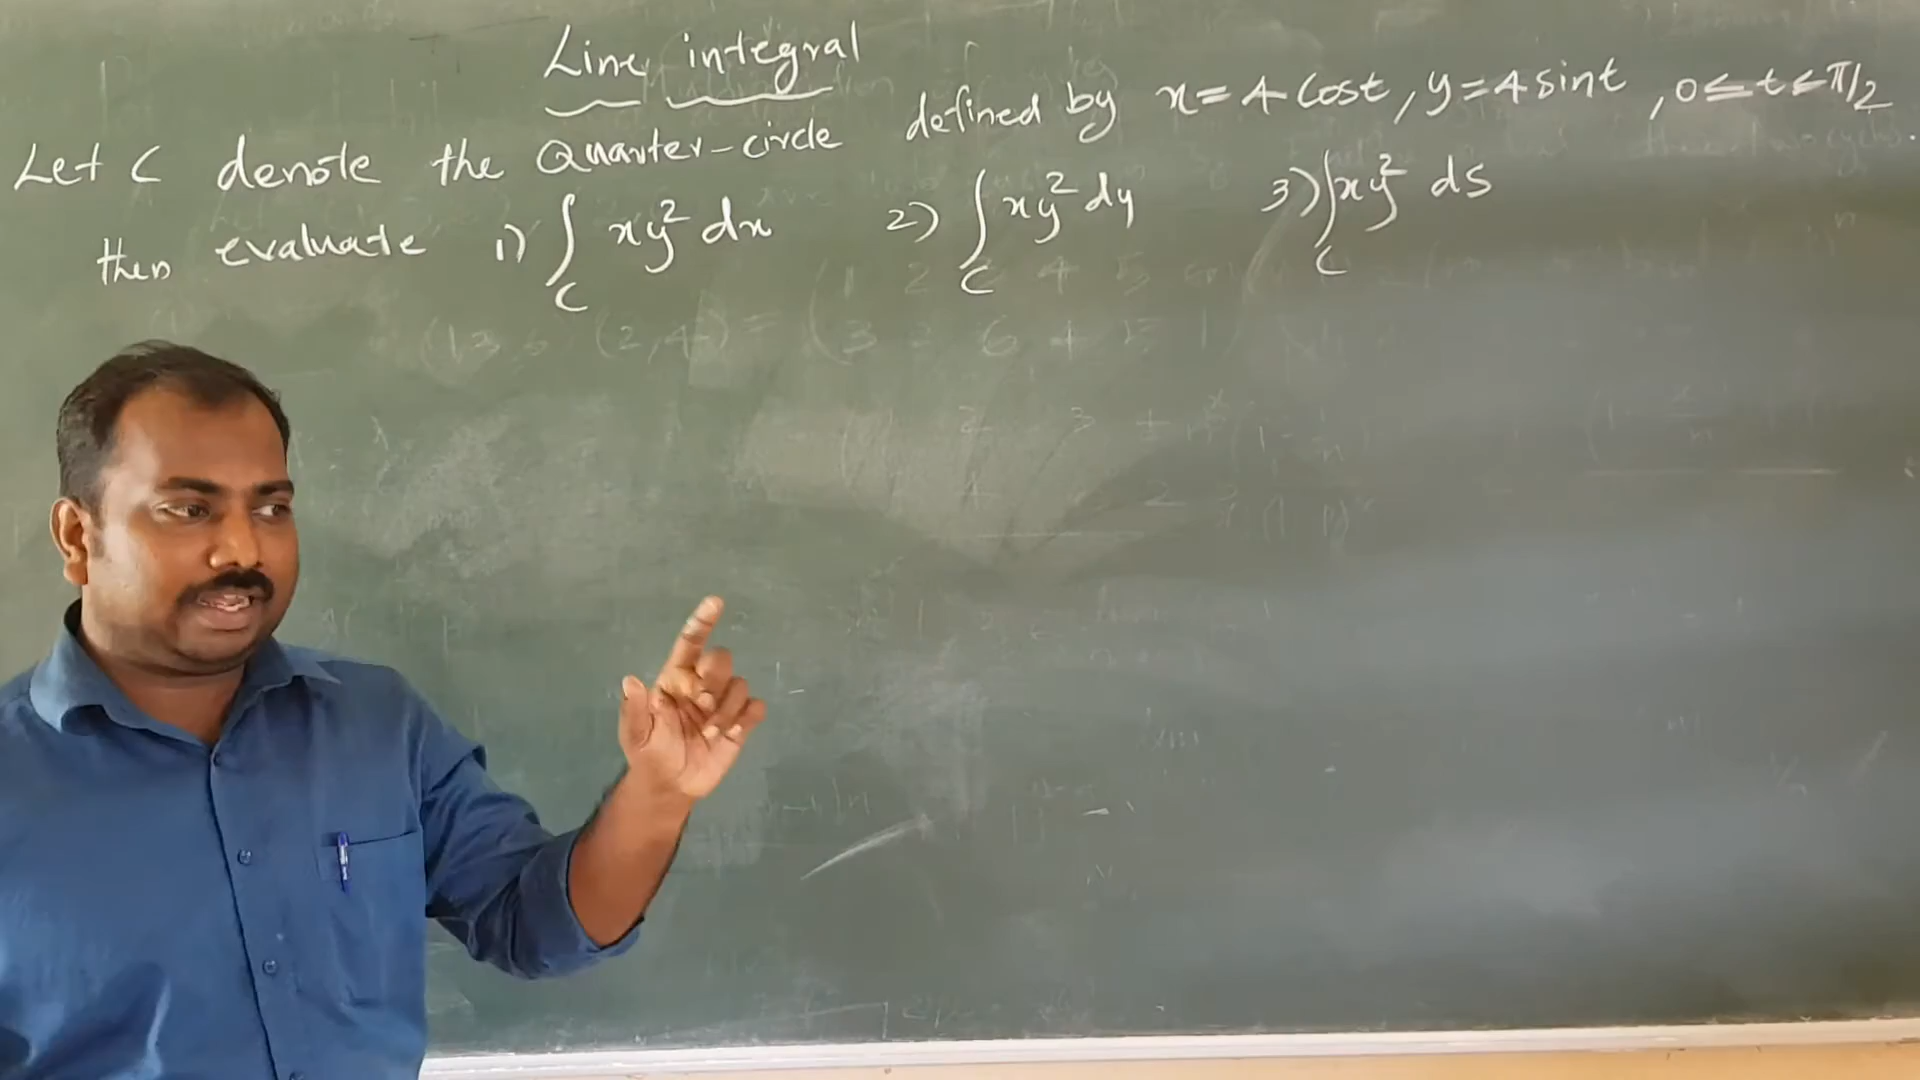 Line integral
Let C denote the Quarter-circle defined by x = 4 Cost, y = 4 sint, 0 ≤ t ≤ π/2.
then evaluate 1) ∫_C xy² dx 2) ∫_C xy² dy 3) ∫_C xy² ds